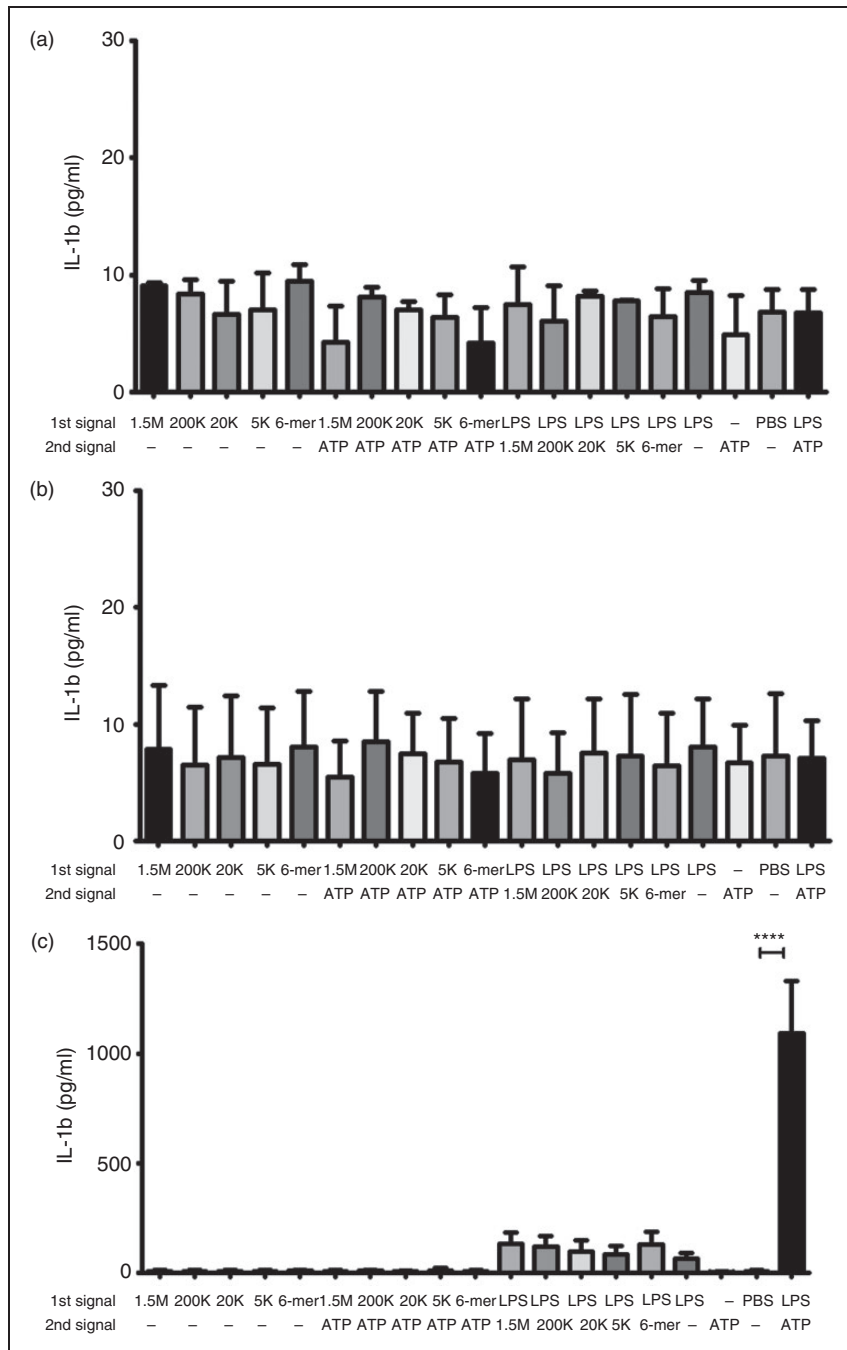 (a)
30
20
10
0
IL-1b (pg/ml)
1st signal 1.5M 200K 20K 5K 6-mer 1.5M 200K 20K 5K 6-mer LPS LPS LPS LPS LPS LPS – PBS LPS
2nd signal – – – – – ATP ATP ATP ATP ATP 1.5M 200K 20K 5K 6-mer – ATP – ATP
(b)
30
20
10
0
IL-1b (pg/ml)
1st signal 1.5M 200K 20K 5K 6-mer 1.5M 200K 20K 5K 6-mer LPS LPS LPS LPS LPS LPS – PBS LPS
2nd signal – – – – – ATP ATP ATP ATP ATP 1.5M 200K 20K 5K 6-mer – ATP – ATP
(c)
1500
1000
500
0
IL-1b (pg/ml)
****
1st signal 1.5M 200K 20K 5K 6-mer 1.5M 200K 20K 5K 6-mer LPS LPS LPS LPS LPS LPS – PBS LPS
2nd signal – – – – – ATP ATP ATP ATP ATP 1.5M 200K 20K 5K 6-mer – ATP – ATP